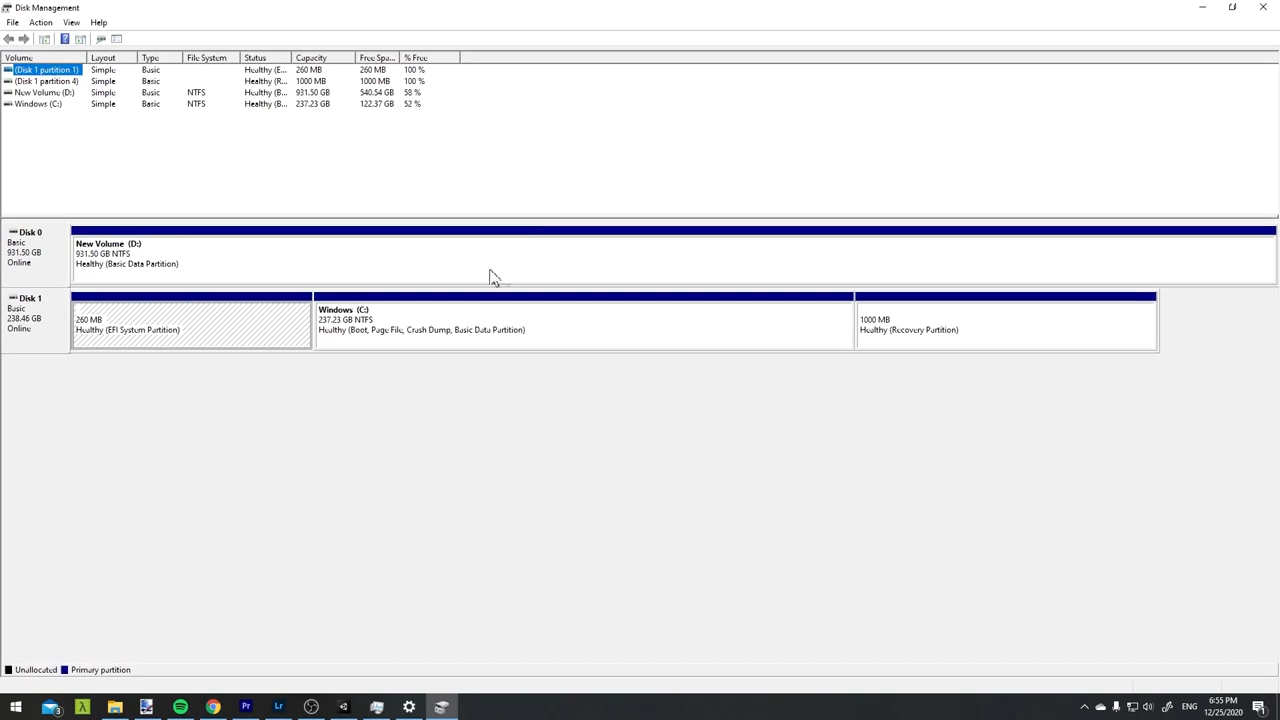 Disk Management
File Action View Help
Volume Layout Type File System Status Capacity Free Spa... % Free
(Disk 1 partition 1) Simple Basic Healthy (E... 260 MB 260 MB 100 %
(Disk 1 partition 4) Simple Basic Healthy (R... 1000 MB 1000 MB 100 %
New Volume (D:) Simple Basic NTFS Healthy (B... 931.50 GB 540.54 GB 58 %
Windows (C:) Simple Basic NTFS Healthy (B... 237.23 GB 122.37 GB 52 %
Disk 0
Basic
931.50 GB
Online
New Volume (D:)
931.50 GB NTFS
Healthy (Basic Data Partition)
Disk 1
Basic
238.46 GB
Online
260 MB
Healthy (EFI System Partition)
Windows (C:)
237.23 GB NTFS
Healthy (Boot, Page File, Crash Dump, Basic Data Partition)
1000 MB
Healthy (Recovery Partition)
Unallocated Primary partition
3 λ Pr Lr ENG 6:55 PM 1
12/25/2020